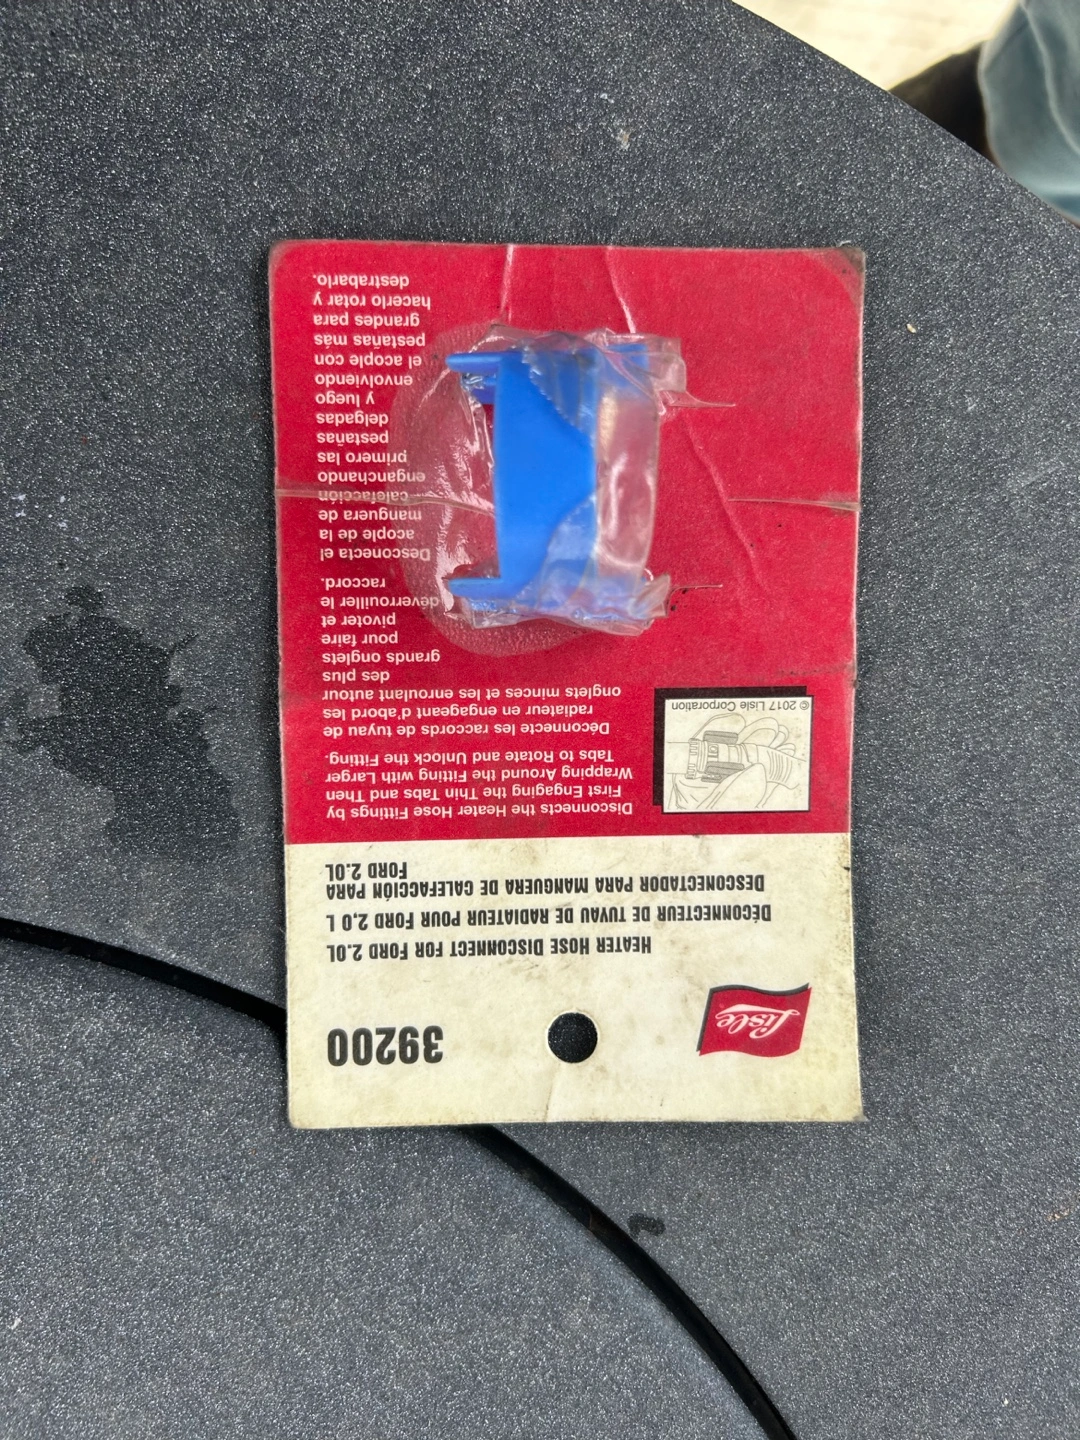 Lisle
39200
HEATER HOSE DISCONNECT FOR FORD 2.0L
DÉCONNECTEUR DE TUYAU DE RADIATEUR POUR FORD 2,0 L
DESCONECTADOR PARA MANGUERA DE CALEFACCIÓN PARA
FORD 2.0L
Disconnects the Heater Hose Fittings by
First Engaging the Thin Tabs and Then
Wrapping Around the Fitting with Larger
Tabs to Rotate and Unlock the Fitting.
Déconnecte les raccords de tuyau de
radiateur en engageant d'abord les
onglets minces et les enroulant autour
des plus
grands onglets
pour faire
pivoter et
déverrouiller le
raccord.
Desconecta el
acople de la
manguera de
calefacción
enganchando
primero las
pestañas
delgadas
y luego
envolviendo
el acople con
pestañas más
grandes para
hacerlo rotar y
destrabarlo.
© 2017 Lisle Corporation